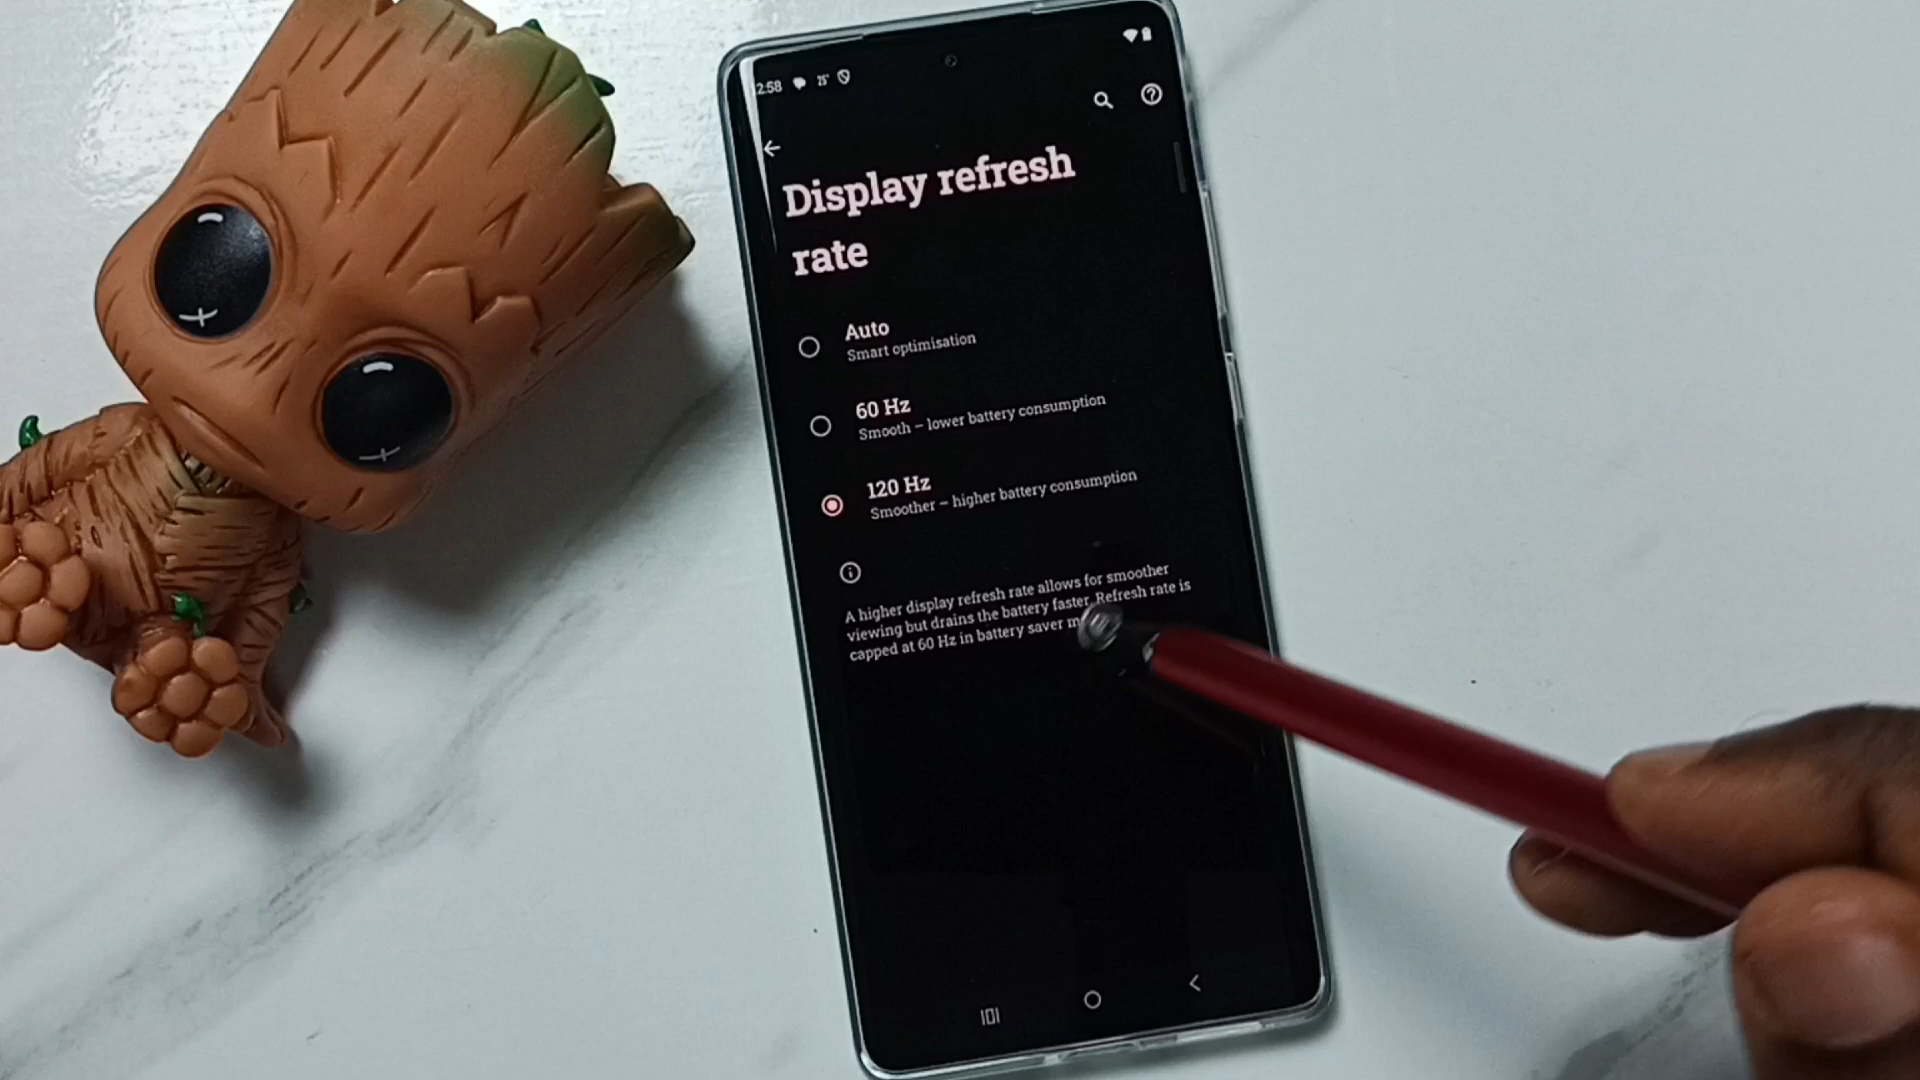 2:58 25°
Display refresh
rate
Auto
Smart optimisation
60 Hz
Smooth – lower battery consumption
120 Hz
Smoother – higher battery consumption
A higher display refresh rate allows for smoother
viewing but drains the battery faster. Refresh rate is
capped at 60 Hz in battery saver